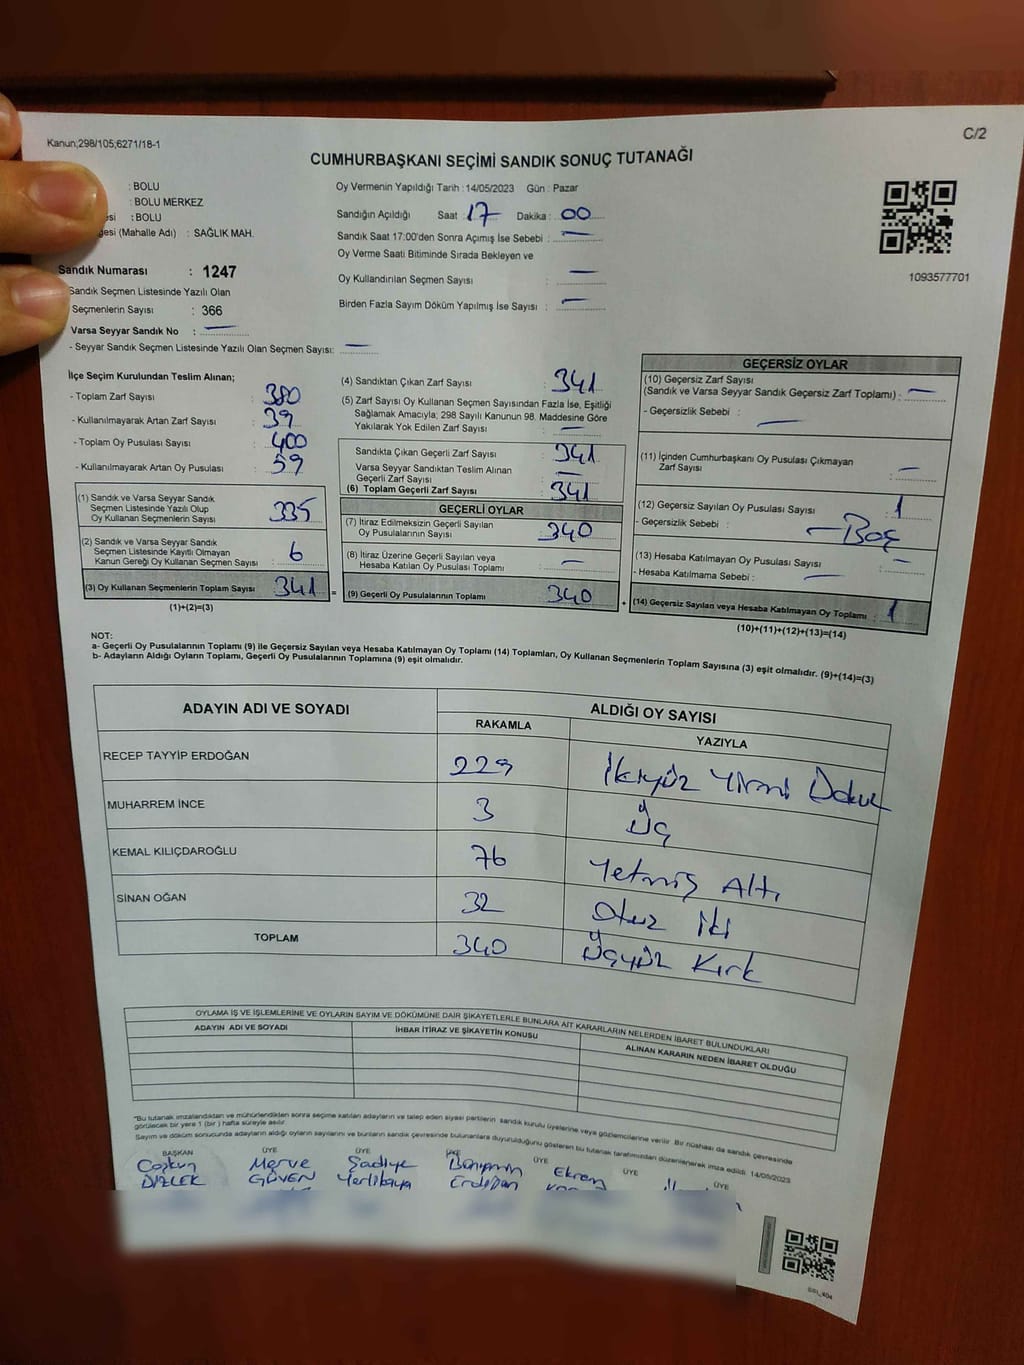 Kanun;298/105;6271/18-1
C/2
CUMHURBAŞKANI SEÇİMİ SANDIK SONUÇ TUTANAĞI
: BOLU
: BOLU MERKEZ
: BOLU
(Mahalle Adı) : SAĞLIK MAH.
Sandık Numarası : 1247
Sandık Seçmen Listesinde Yazılı Olan
Seçmenlerin Sayısı : 366
Varsa Seyyar Sandık No : —
- Seyyar Sandık Seçmen Listesinde Yazılı Olan Seçmen Sayısı: —
Oy Vermenin Yapıldığı Tarih : 14/05/2023 Gün : Pazar
Sandığın Açıldığı Saat : 17 Dakika : 00
Sandık Saat 17:00'den Sonra Açımış İse Sebebi : —
Oy Verme Saati Bitiminde Sırada Bekleyen ve
Oy Kullandırılan Seçmen Sayısı : —
Birden Fazla Sayım Döküm Yapılmış İse Sayısı : —
1093577701
İlçe Seçim Kurulundan Teslim Alınan;
- Toplam Zarf Sayısı : 380
- Kullanılmayarak Artan Zarf Sayısı : 39
- Toplam Oy Pusulası Sayısı : 400
- Kullanılmayarak Artan Oy Pusulası : 59
(1) Sandık ve Varsa Seyyar Sandık
Seçmen Listesinde Yazılı Olup
Oy Kullanan Seçmenlerin Sayısı : 335
(2) Sandık ve Varsa Seyyar Sandık
Seçmen Listesinde Kayıtlı Olmayan
Kanun Gereği Oy Kullanan Seçmen Sayısı : 6
(3) Oy Kullanan Seçmenlerin Toplam Sayısı : 341
(1)+(2)=(3)
(4) Sandıktan Çıkan Zarf Sayısı : 341
(5) Zarf Sayısı Oy Kullanan Seçmen Sayısından Fazla İse, Eşitliği
Sağlamak Amacıyla; 298 Sayılı Kanunun 98. Maddesine Göre
Yakılarak Yok Edilen Zarf Sayısı : —
Sandıkta Çıkan Geçerli Zarf Sayısı : 341
Varsa Seyyar Sandıktan Teslim Alınan
Geçerli Zarf Sayısı : —
(6) Toplam Geçerli Zarf Sayısı : 341
GEÇERLİ OYLAR
(7) İtiraz Edilmeksizin Geçerli Sayılan
Oy Pusulalarının Sayısı : 340
(8) İtiraz Üzerine Geçerli Sayılan veya
Hesaba Katılan Oy Pusulası Toplamı : —
= (9) Geçerli Oy Pusulalarının Toplamı : 340
GEÇERSİZ OYLAR
(10) Geçersiz Zarf Sayısı
(Sandık ve Varsa Seyyar Sandık Geçersiz Zarf Toplamı) : —
- Geçersizlik Sebebi : —
(11) İçinden Cumhurbaşkanı Oy Pusulası Çıkmayan
Zarf Sayısı : —
(12) Geçersiz Sayılan Oy Pusulası Sayısı : 1
- Geçersizlik Sebebi : — Boş
(13) Hesaba Katılmayan Oy Pusulası Sayısı : —
- Hesaba Katılmama Sebebi : —
+ (14) Geçersiz Sayılan veya Hesaba Katılmayan Oy Toplamı : 1
(10)+(11)+(12)+(13)=(14)
NOT:
a- Geçerli Oy Pusulalarının Toplamı (9) ile Geçersiz Sayılan veya Hesaba Katılmayan Oy Toplamı (14) Toplamları, Oy Kullanan Seçmenlerin Toplam Sayısına (3) eşit olmalıdır. (9)+(14)=(3)
b- Adayların Aldığı Oyların Toplamı, Geçerli Oy Pusulalarının Toplamına (9) eşit olmalıdır.
ADAYIN ADI VE SOYADI ALDIĞI OY SAYISI
RAKAMLA YAZIYLA
RECEP TAYYİP ERDOĞAN 229 İkiyüz Yirmi Dokuz
MUHARREM İNCE 3 Üç
KEMAL KILIÇDAROĞLU 76 Yetmiş Altı
SİNAN OĞAN 32 Otuz İki
TOPLAM 340 Üçyüz Kırk
OYLAMA İŞ VE İŞLEMLERİNE VE OYLARIN SAYIM VE DÖKÜMÜNE DAİR ŞİKAYETLERLE BUNLARA AİT KARARLARIN NELERDEN İBARET BULUNDUKLARI
ADAYIN ADI VE SOYADI İHBAR İTİRAZ VE ŞİKAYETİN KONUSU ALINAN KARARIN NEDEN İBARET OLDUĞU
"Bu tutanak imzalandıktan ve mühürlendikten sonra seçime katılan adayların ve talep eden siyasi partilerin sandık kurulu üyelerine veya gözlemcilerine verilir. Bir nüshası da sandık çevresinde
görülecek bir yere 1 (bir) hafta süreyle asılır.
Sayım ve döküm sonucunda adayların aldığı oyların sayılarını ve bunların sandık çevresinde bulunanlara duyurulduğunu gösteren bu tutanak tarafımızdan düzenlenerek imza edildi. 14/05/2023
BAŞKAN ÜYE ÜYE ÜYE ÜYE ÜYE ÜYE
Coşkun Merve Şadiye Bünyamin Ekrem
DİZLEK GÜVEN Yerlikaya Erdoğan